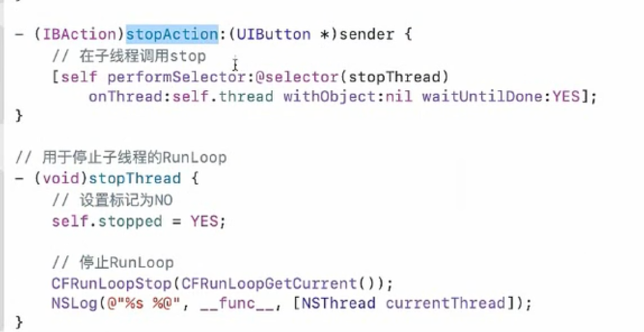 - (IBAction)stopAction:(UIButton *)sender {
// 在子线程调用stop
[self performSelector:@selector(stopThread)
onThread:self.thread withObject:nil waitUntilDone:YES];
}
// 用于停止子线程的RunLoop
- (void)stopThread {
// 设置标记为NO
self.stopped = YES;
// 停止RunLoop
CFRunLoopStop(CFRunLoopGetCurrent());
NSLog(@"%s %@", __func__, [NSThread currentThread]);
}